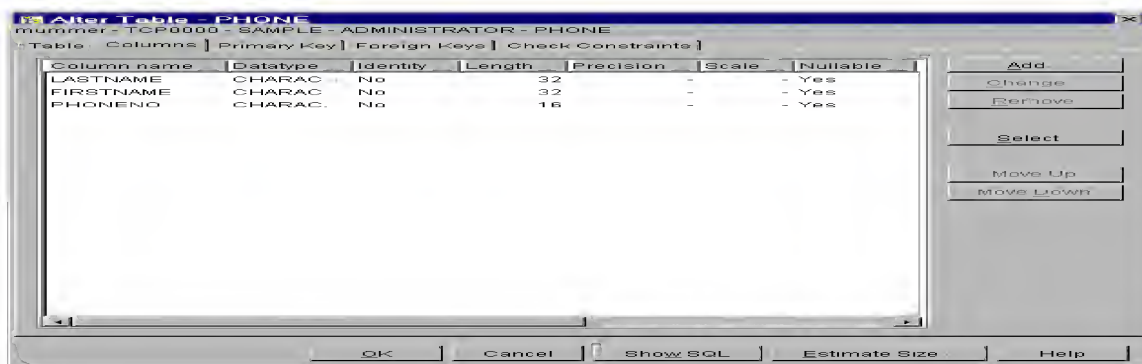 Alter Table - PHONE
mummer - TCP0000 - SAMPLE - ADMINISTRATOR - PHONE
Table Columns Primary Key Foreign Keys Check Constraints
Column name Datatype Identity Length Precision Scale Nullable
LASTNAME CHARAC... No 32 - - Yes
FIRSTNAME CHARAC... No 32 - - Yes
PHONENO CHARAC... No 16 - - Yes
Add
Change
Remove
Select
Move Up
Move Down
OK Cancel Show SQL Estimate Size Help